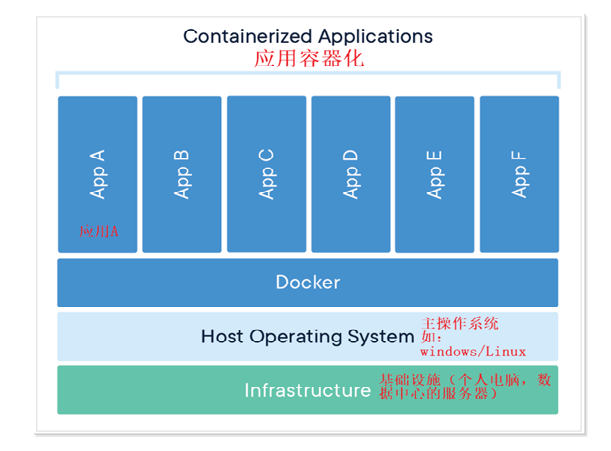 Containerized Applications
应用容器化
App A
App B
App C
App D
App E
App F
应用A
Docker
Host Operating System
主操作系统
如：
windows/Linux
Infrastructure
基础设施（个人电脑，数
据中心的服务器）